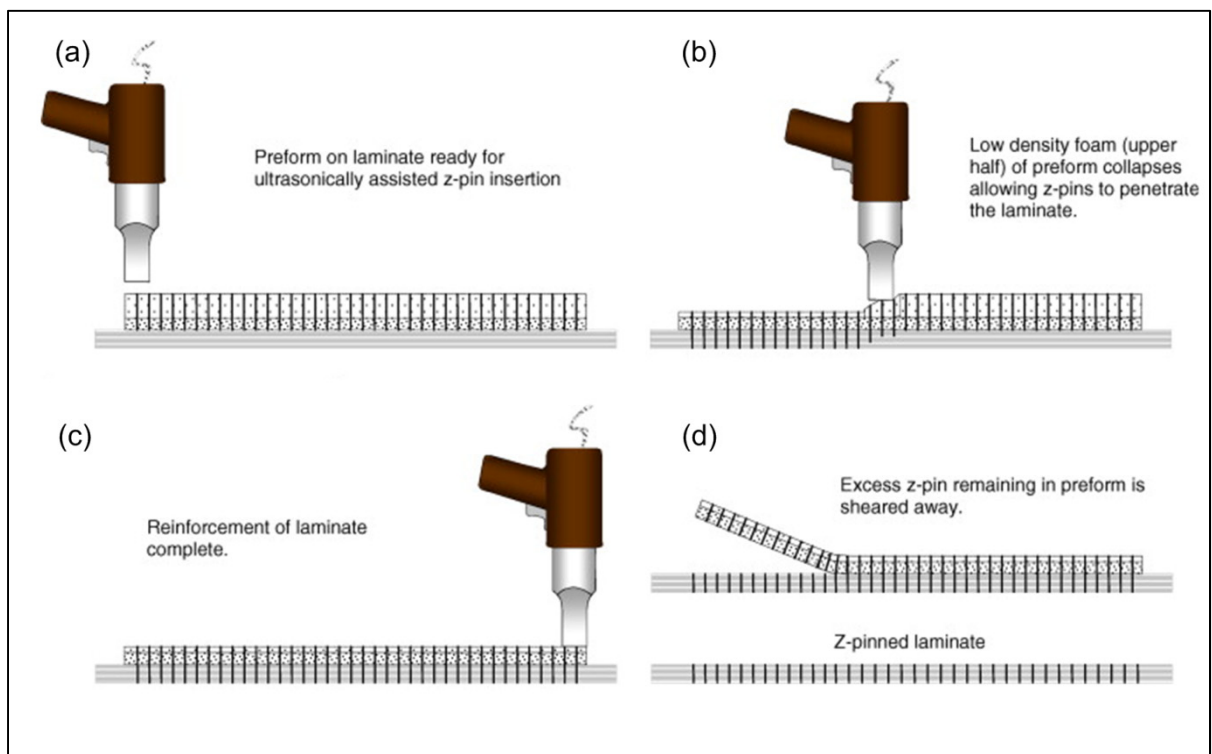 (a)
Preform on laminate ready for
ultrasonically assisted z-pin insertion
(b)
Low density foam (upper
half) of preform collapses
allowing z-pins to penetrate
the laminate.
(c)
Reinforcement of laminate
complete.
(d)
Excess z-pin remaining in preform is
sheared away.
Z-pinned laminate